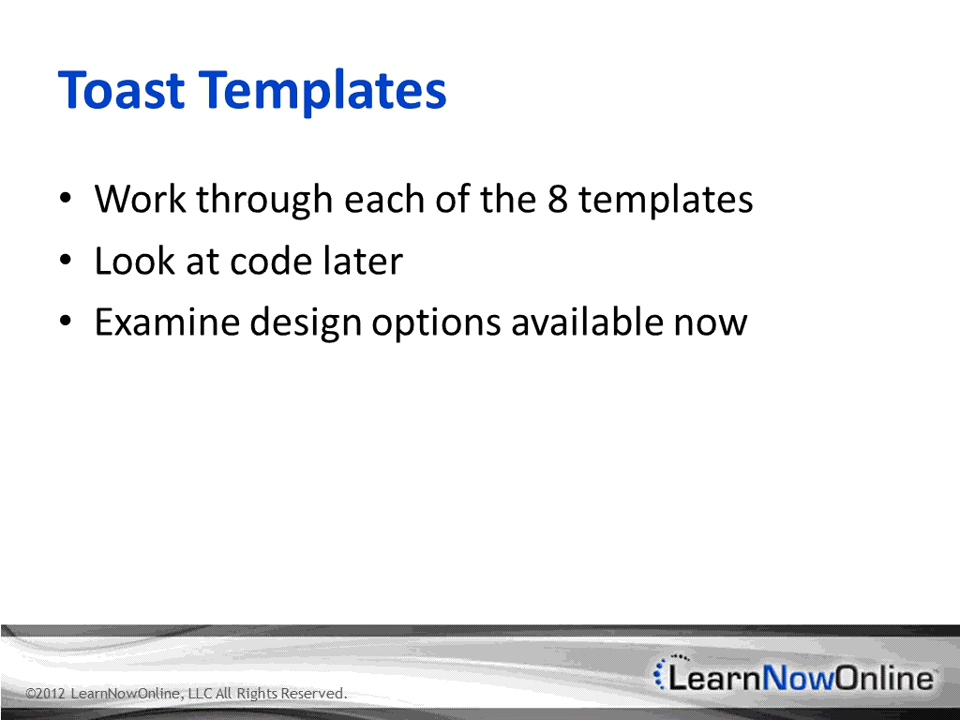 Toast Templates
• Work through each of the 8 templates
• Look at code later
• Examine design options available now
©2012 LearnNowOnline, LLC All Rights Reserved.
LearnNowOnline